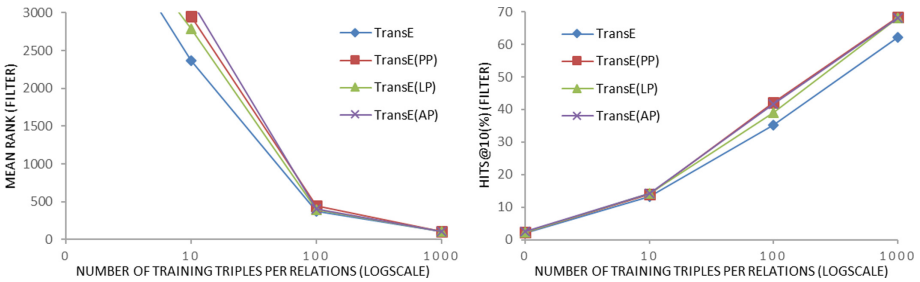 MEAN RANK (FILTER)
3000
2500
2000
1500
1000
500
0
0
10
100
1000
NUMBER OF TRAINING TRIPLES PER RELATIONS (LOGSCALE)
TransE
TransE(PP)
TransE(LP)
TransE(AP)
HITS@10(%) (FILTER)
70
60
50
40
30
20
10
0
0
10
100
1000
NUMBER OF TRAINING TRIPLES PER RELATIONS (LOGSCALE)
TransE
TransE(PP)
TransE(LP)
TransE(AP)